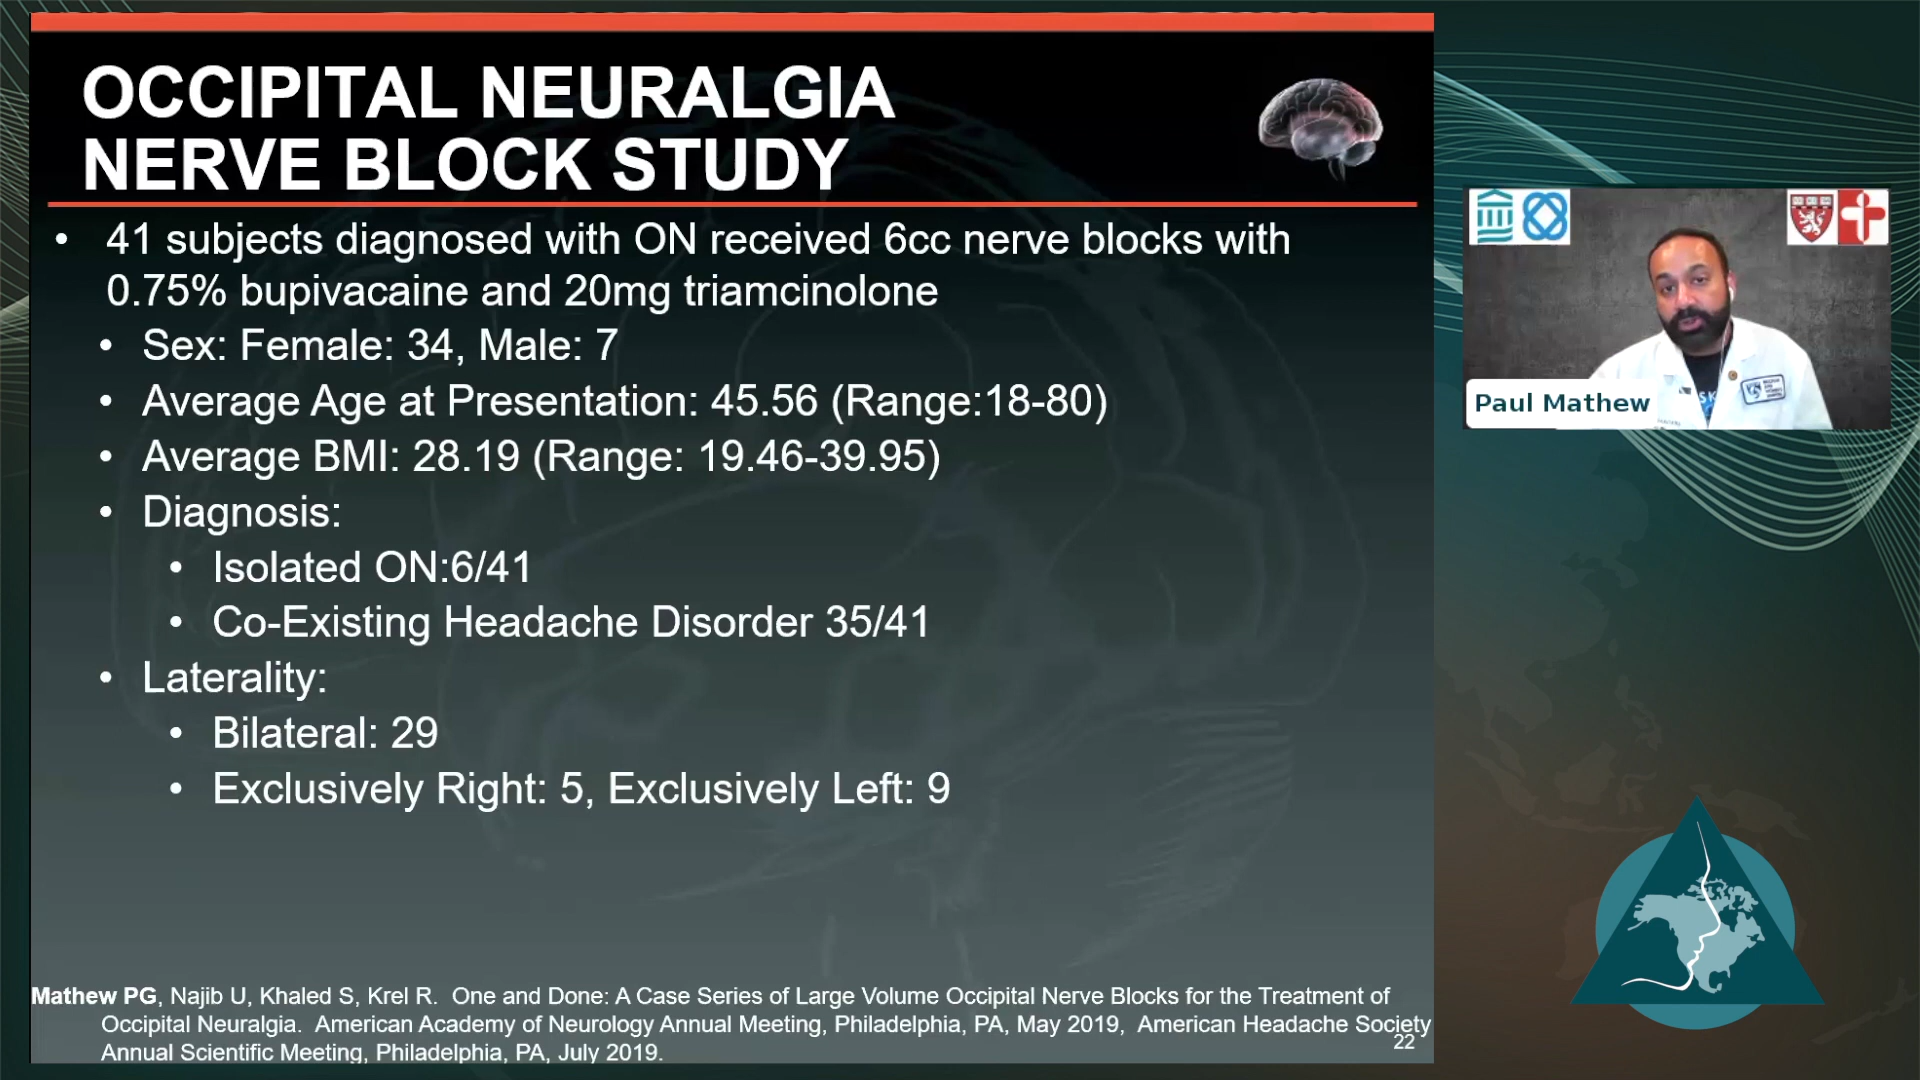 OCCIPITAL NEURALGIA
NERVE BLOCK STUDY
• 41 subjects diagnosed with ON received 6cc nerve blocks with
0.75% bupivacaine and 20mg triamcinolone
• Sex: Female: 34, Male: 7
• Average Age at Presentation: 45.56 (Range:18-80)
• Average BMI: 28.19 (Range: 19.46-39.95)
• Diagnosis:
• Isolated ON:6/41
• Co-Existing Headache Disorder 35/41
• Laterality:
• Bilateral: 29
• Exclusively Right: 5, Exclusively Left: 9
Mathew PG, Najib U, Khaled S, Krel R. One and Done: A Case Series of Large Volume Occipital Nerve Blocks for the Treatment of
Occipital Neuralgia. American Academy of Neurology Annual Meeting, Philadelphia, PA, May 2019, American Headache Society
Annual Scientific Meeting, Philadelphia, PA, July 2019.
22
Paul Mathew